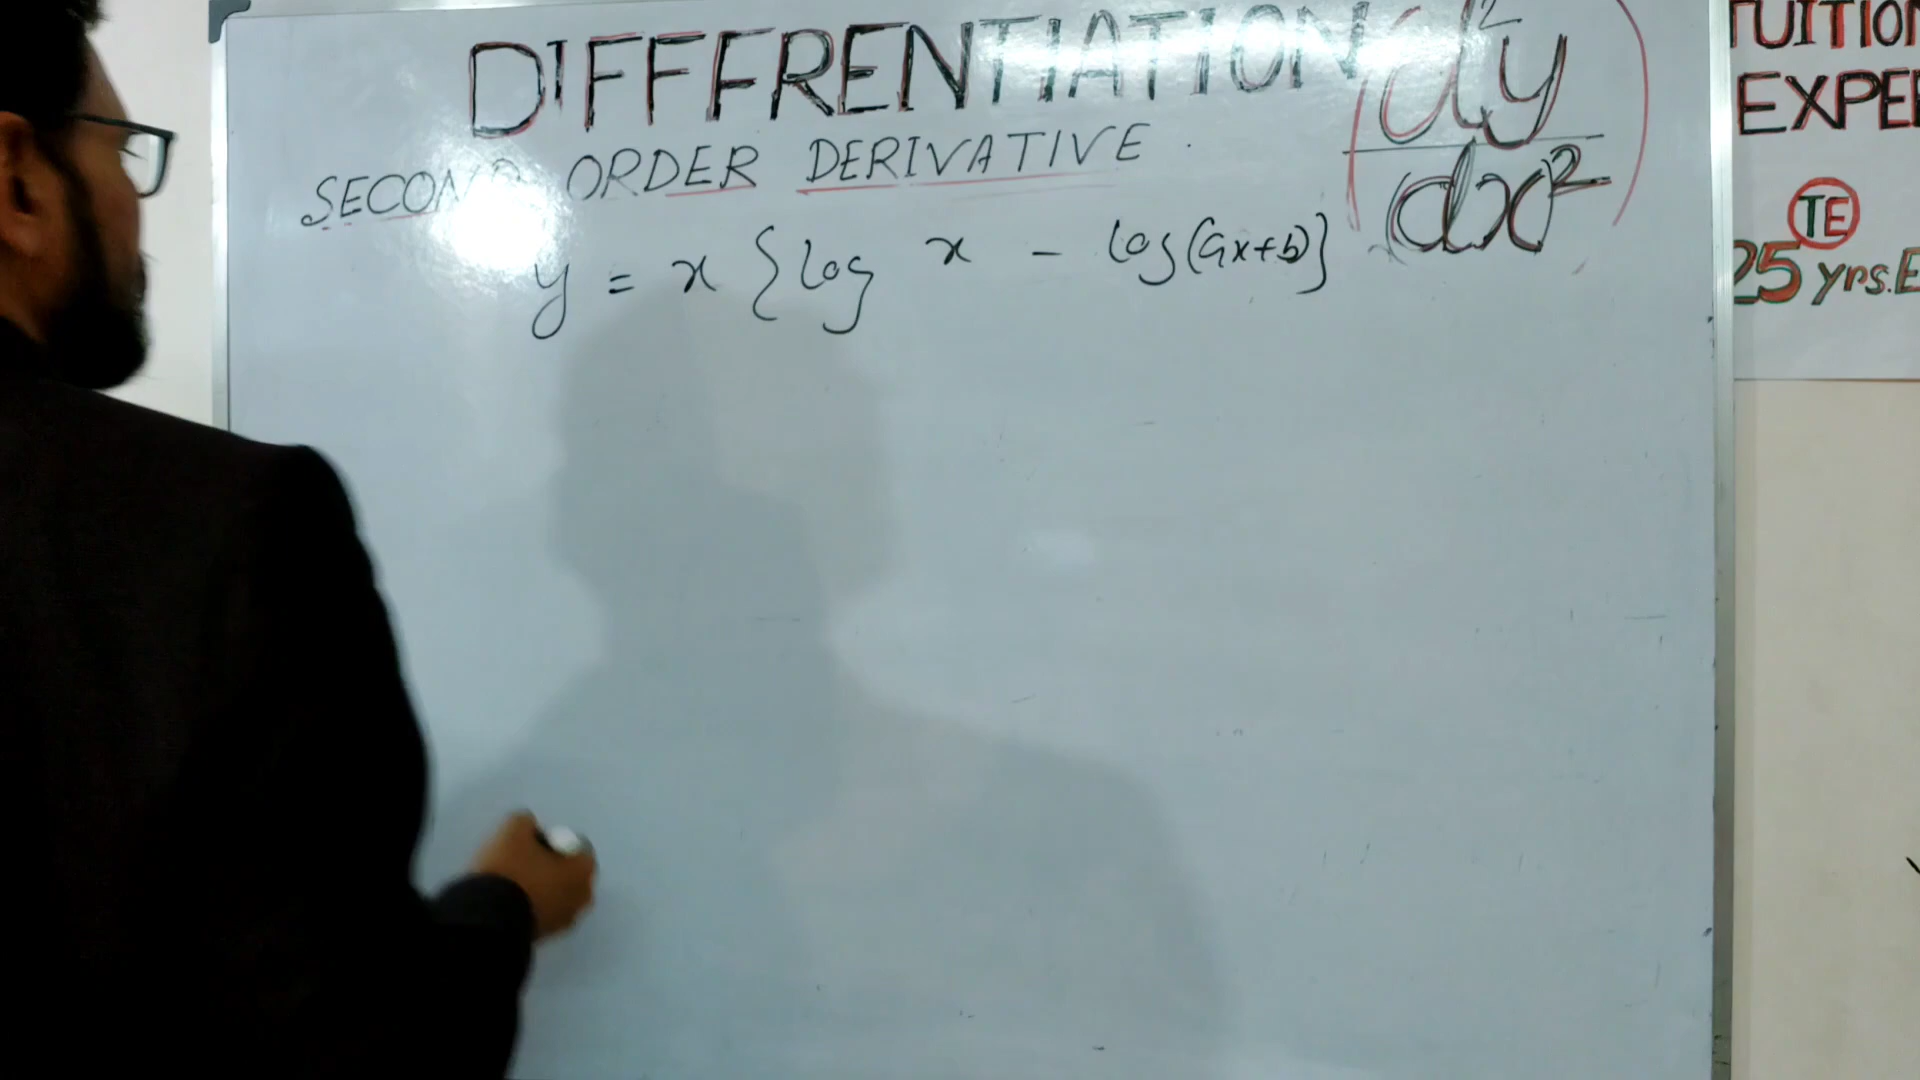 DIFFFRENTIATION (d²y/dx²)
SECOND ORDER DERIVATIVE
y = x {log x - log(ax+b)}
TUITION
EXPE
TE
25 yrs. E